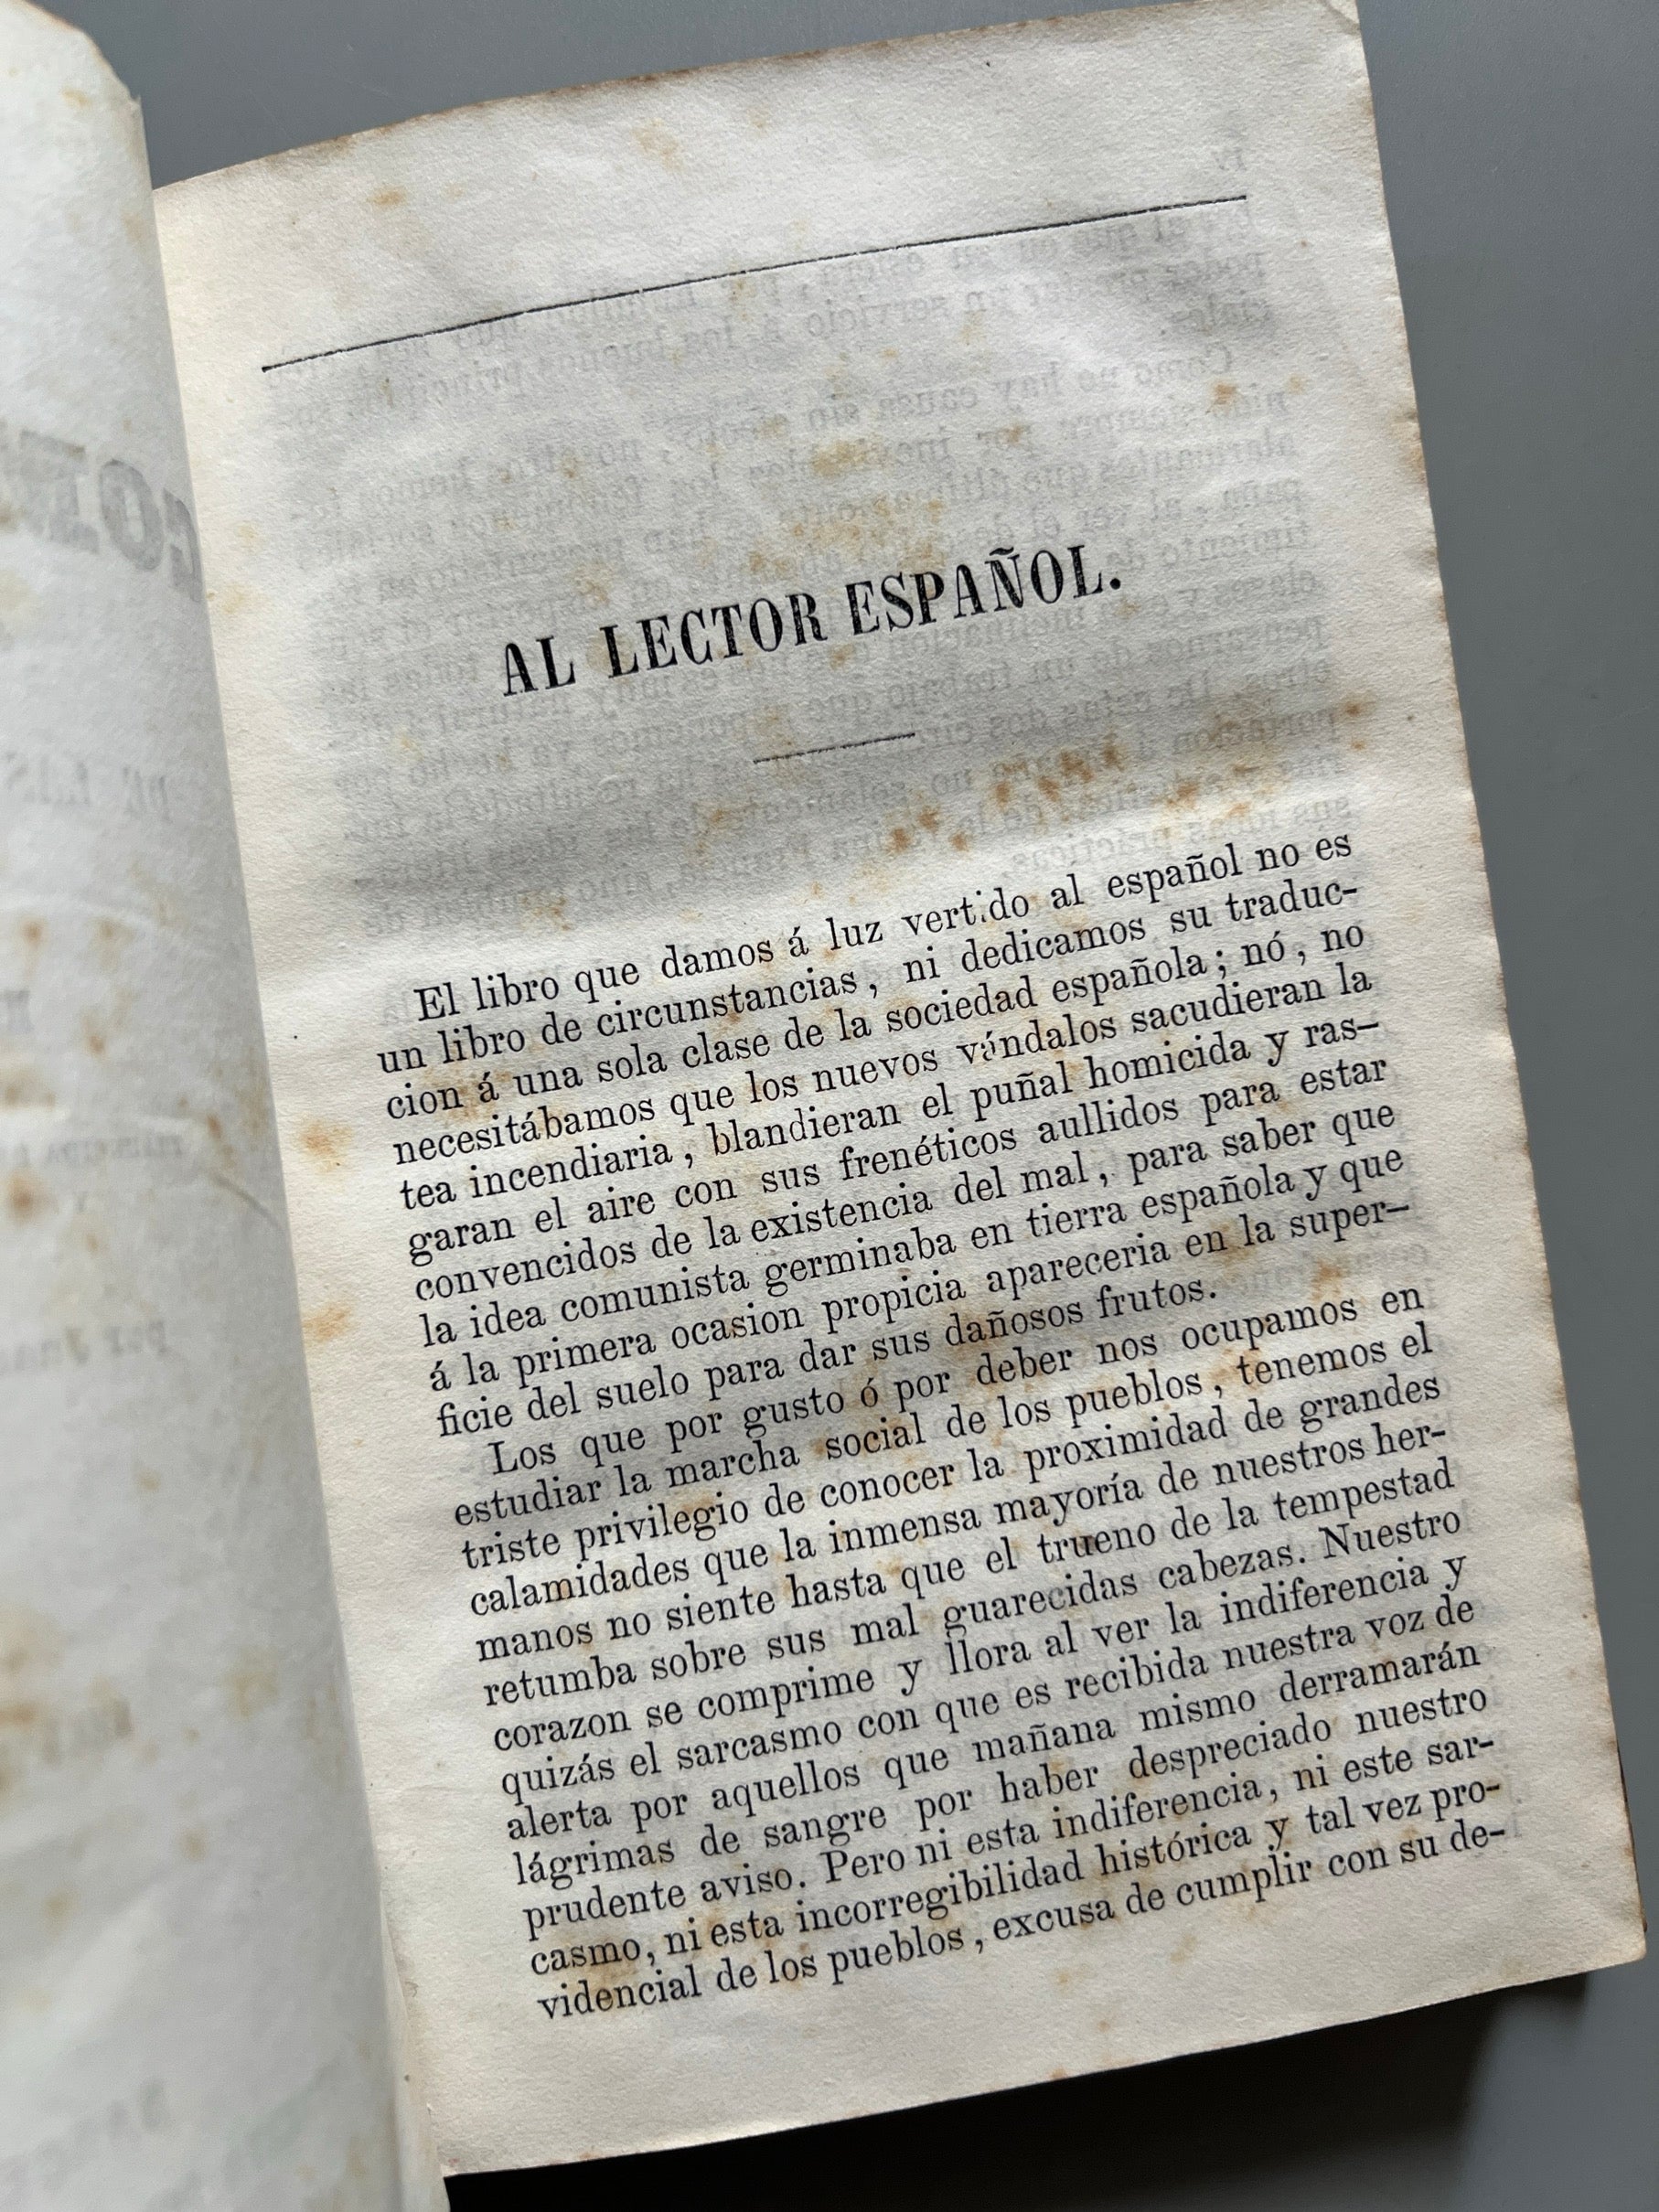 AL LECTOR ESPAÑOL.
El libro que damos á luz vertido al español no es
un libro de circunstancias, ni dedicamos su traduc-
cion á una sola clase de la sociedad española; nó, no
necesitábamos que los nuevos vándalos sacudieran la
tea incendiaria, blandieran el puñal homicida y ras-
garan el aire con sus frenéticos aullidos para estar
convencidos de la existencia del mal, para saber que
la idea comunista germinaba en tierra española y que
á la primera ocasion propicia apareceria en la super-
ficie del suelo para dar sus dañosos frutos.
Los que por gusto ó por deber nos ocupamos en
estudiar la marcha social de los pueblos, tenemos el
triste privilegio de conocer la proximidad de grandes
calamidades que la inmensa mayoría de nuestros her-
manos no siente hasta que el trueno de la tempestad
retumba sobre sus mal guarecidas cabezas. Nuestro
corazon se comprime y llora al ver la indiferencia y
quizás el sarcasmo con que es recibida nuestra voz de
alerta por aquellos que mañana mismo derramarán
lágrimas de sangre por haber despreciado nuestro
prudente aviso. Pero ni esta indiferencia, ni este sar-
casmo, ni esta incorregibilidad histórica y tal vez pro-
videncial de los pueblos, excusa de cumplir con su de-